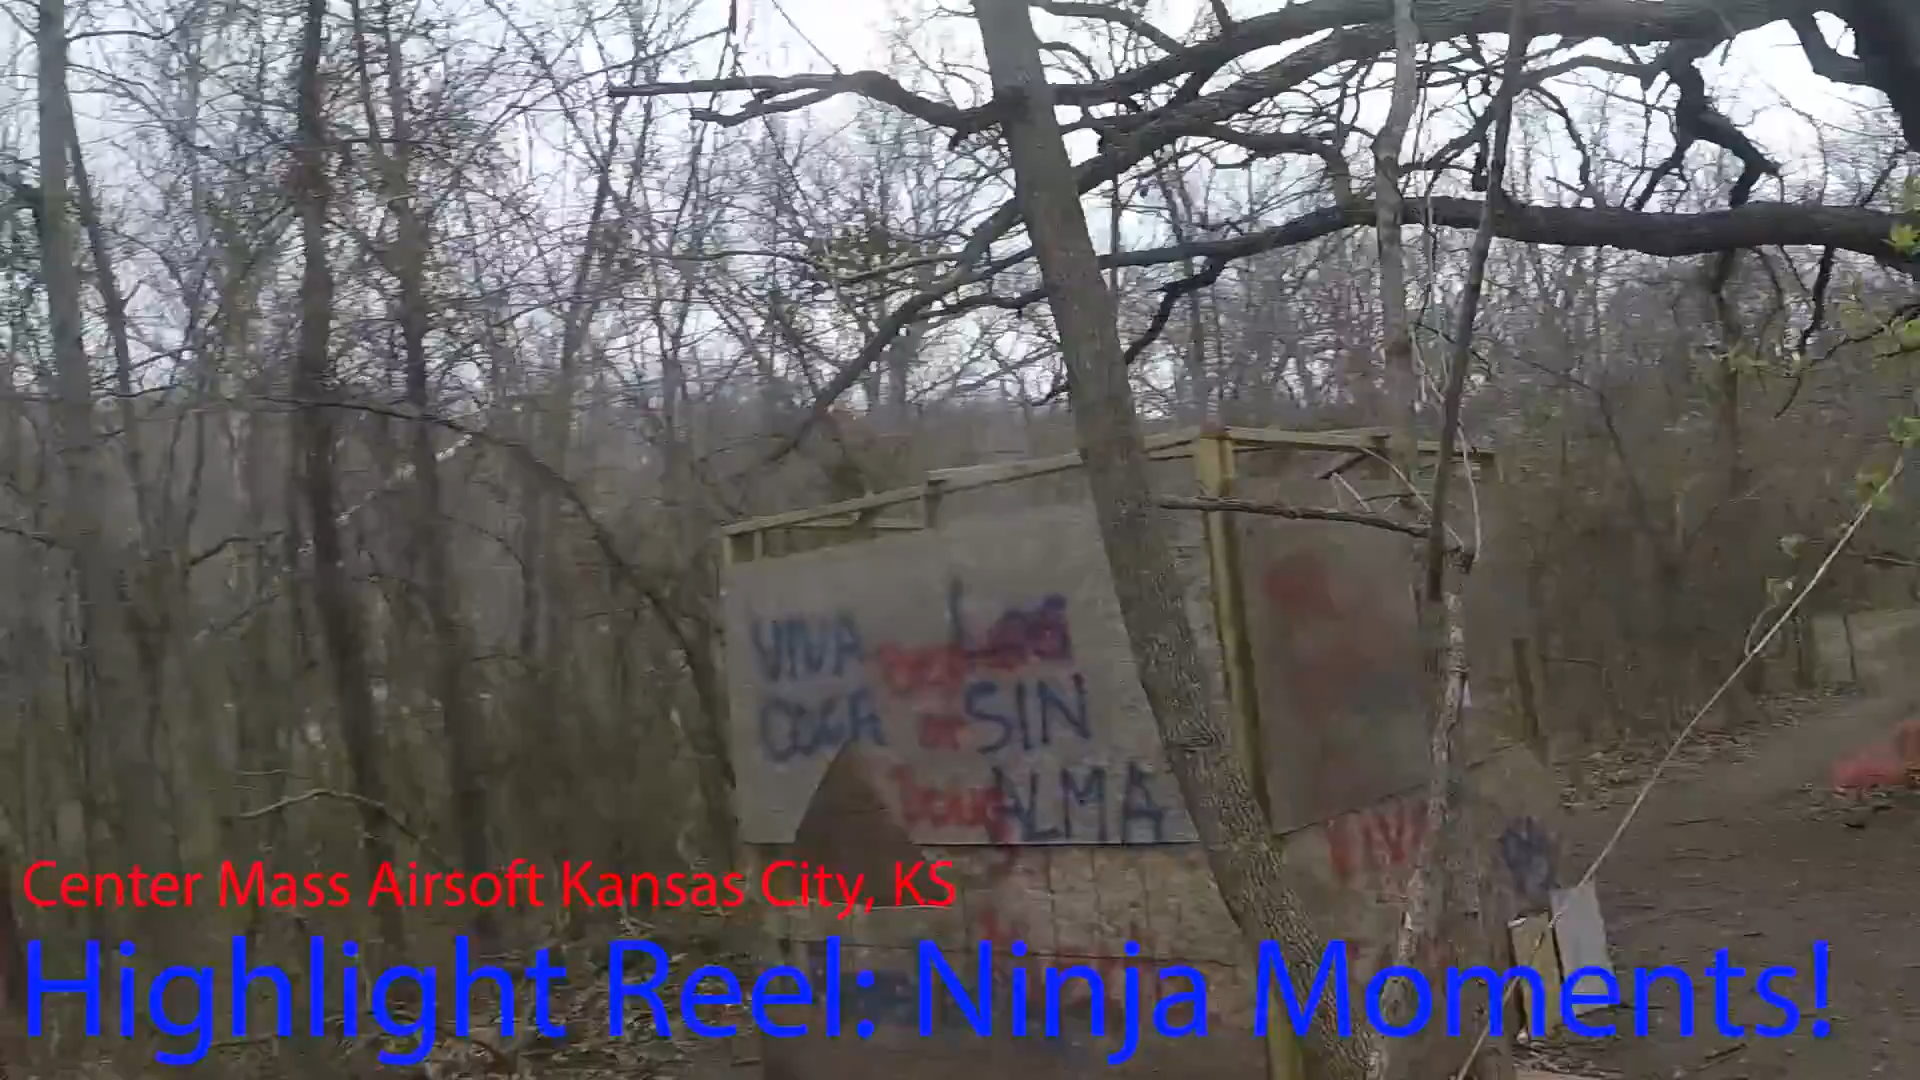 VIVA LOS
SIN
ALMA
Center Mass Airsoft Kansas City, KS
Highlight Reel: Ninja Moments!